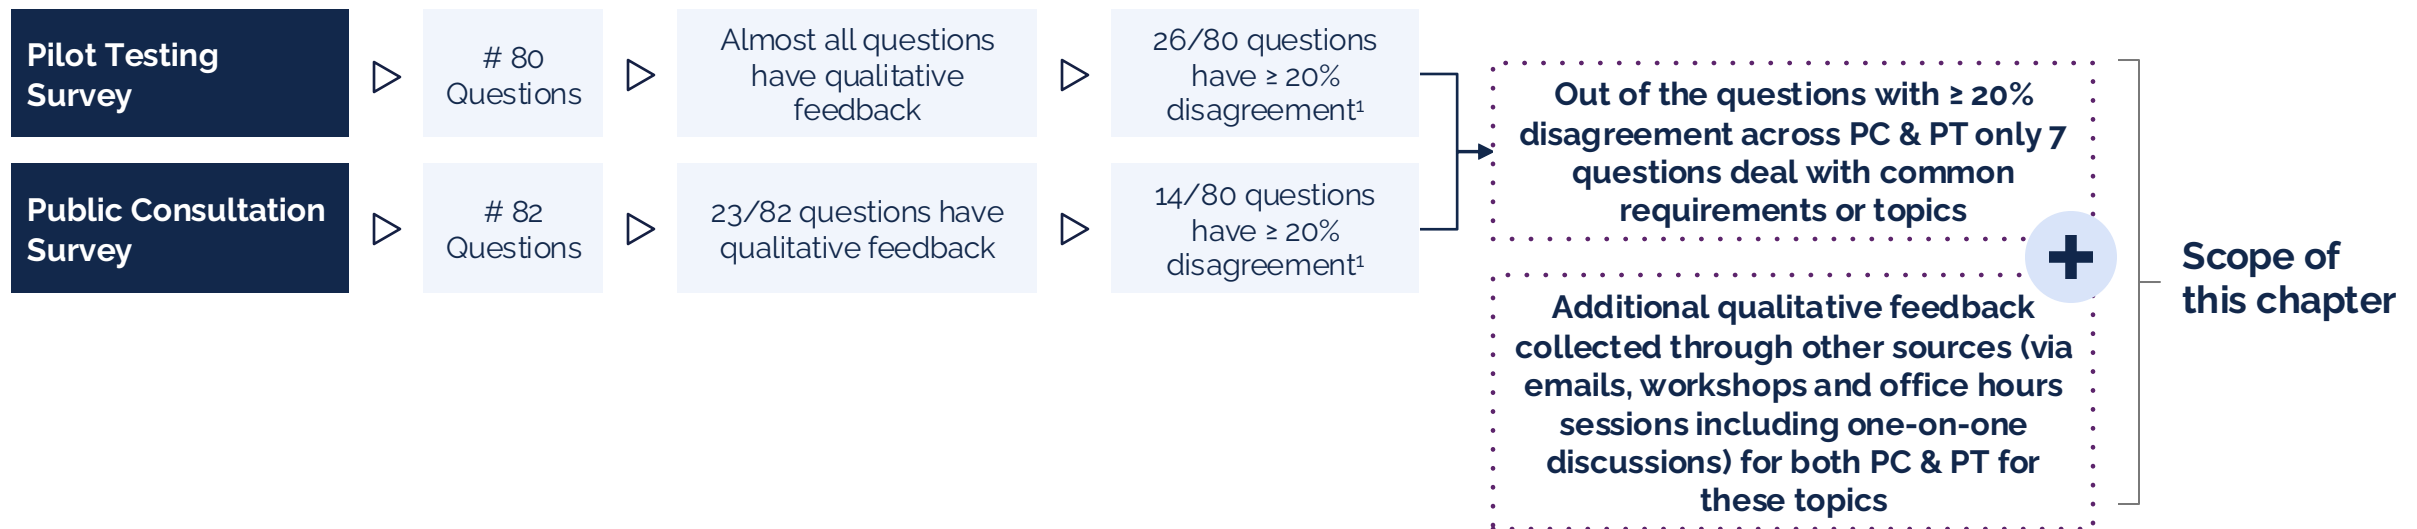 Pilot Testing
Survey
# 80
Questions
Almost all questions
have qualitative
feedback
26/80 questions
have ≥ 20%
disagreement¹
Public Consultation
Survey
# 82
Questions
23/82 questions have
qualitative feedback
14/80 questions
have ≥ 20%
disagreement¹
Out of the questions with ≥ 20%
disagreement across PC & PT only 7
questions deal with common
requirements or topics
Additional qualitative feedback
collected through other sources (via
emails, workshops and office hours
sessions including one-on-one
discussions) for both PC & PT for
these topics
Scope of
this chapter